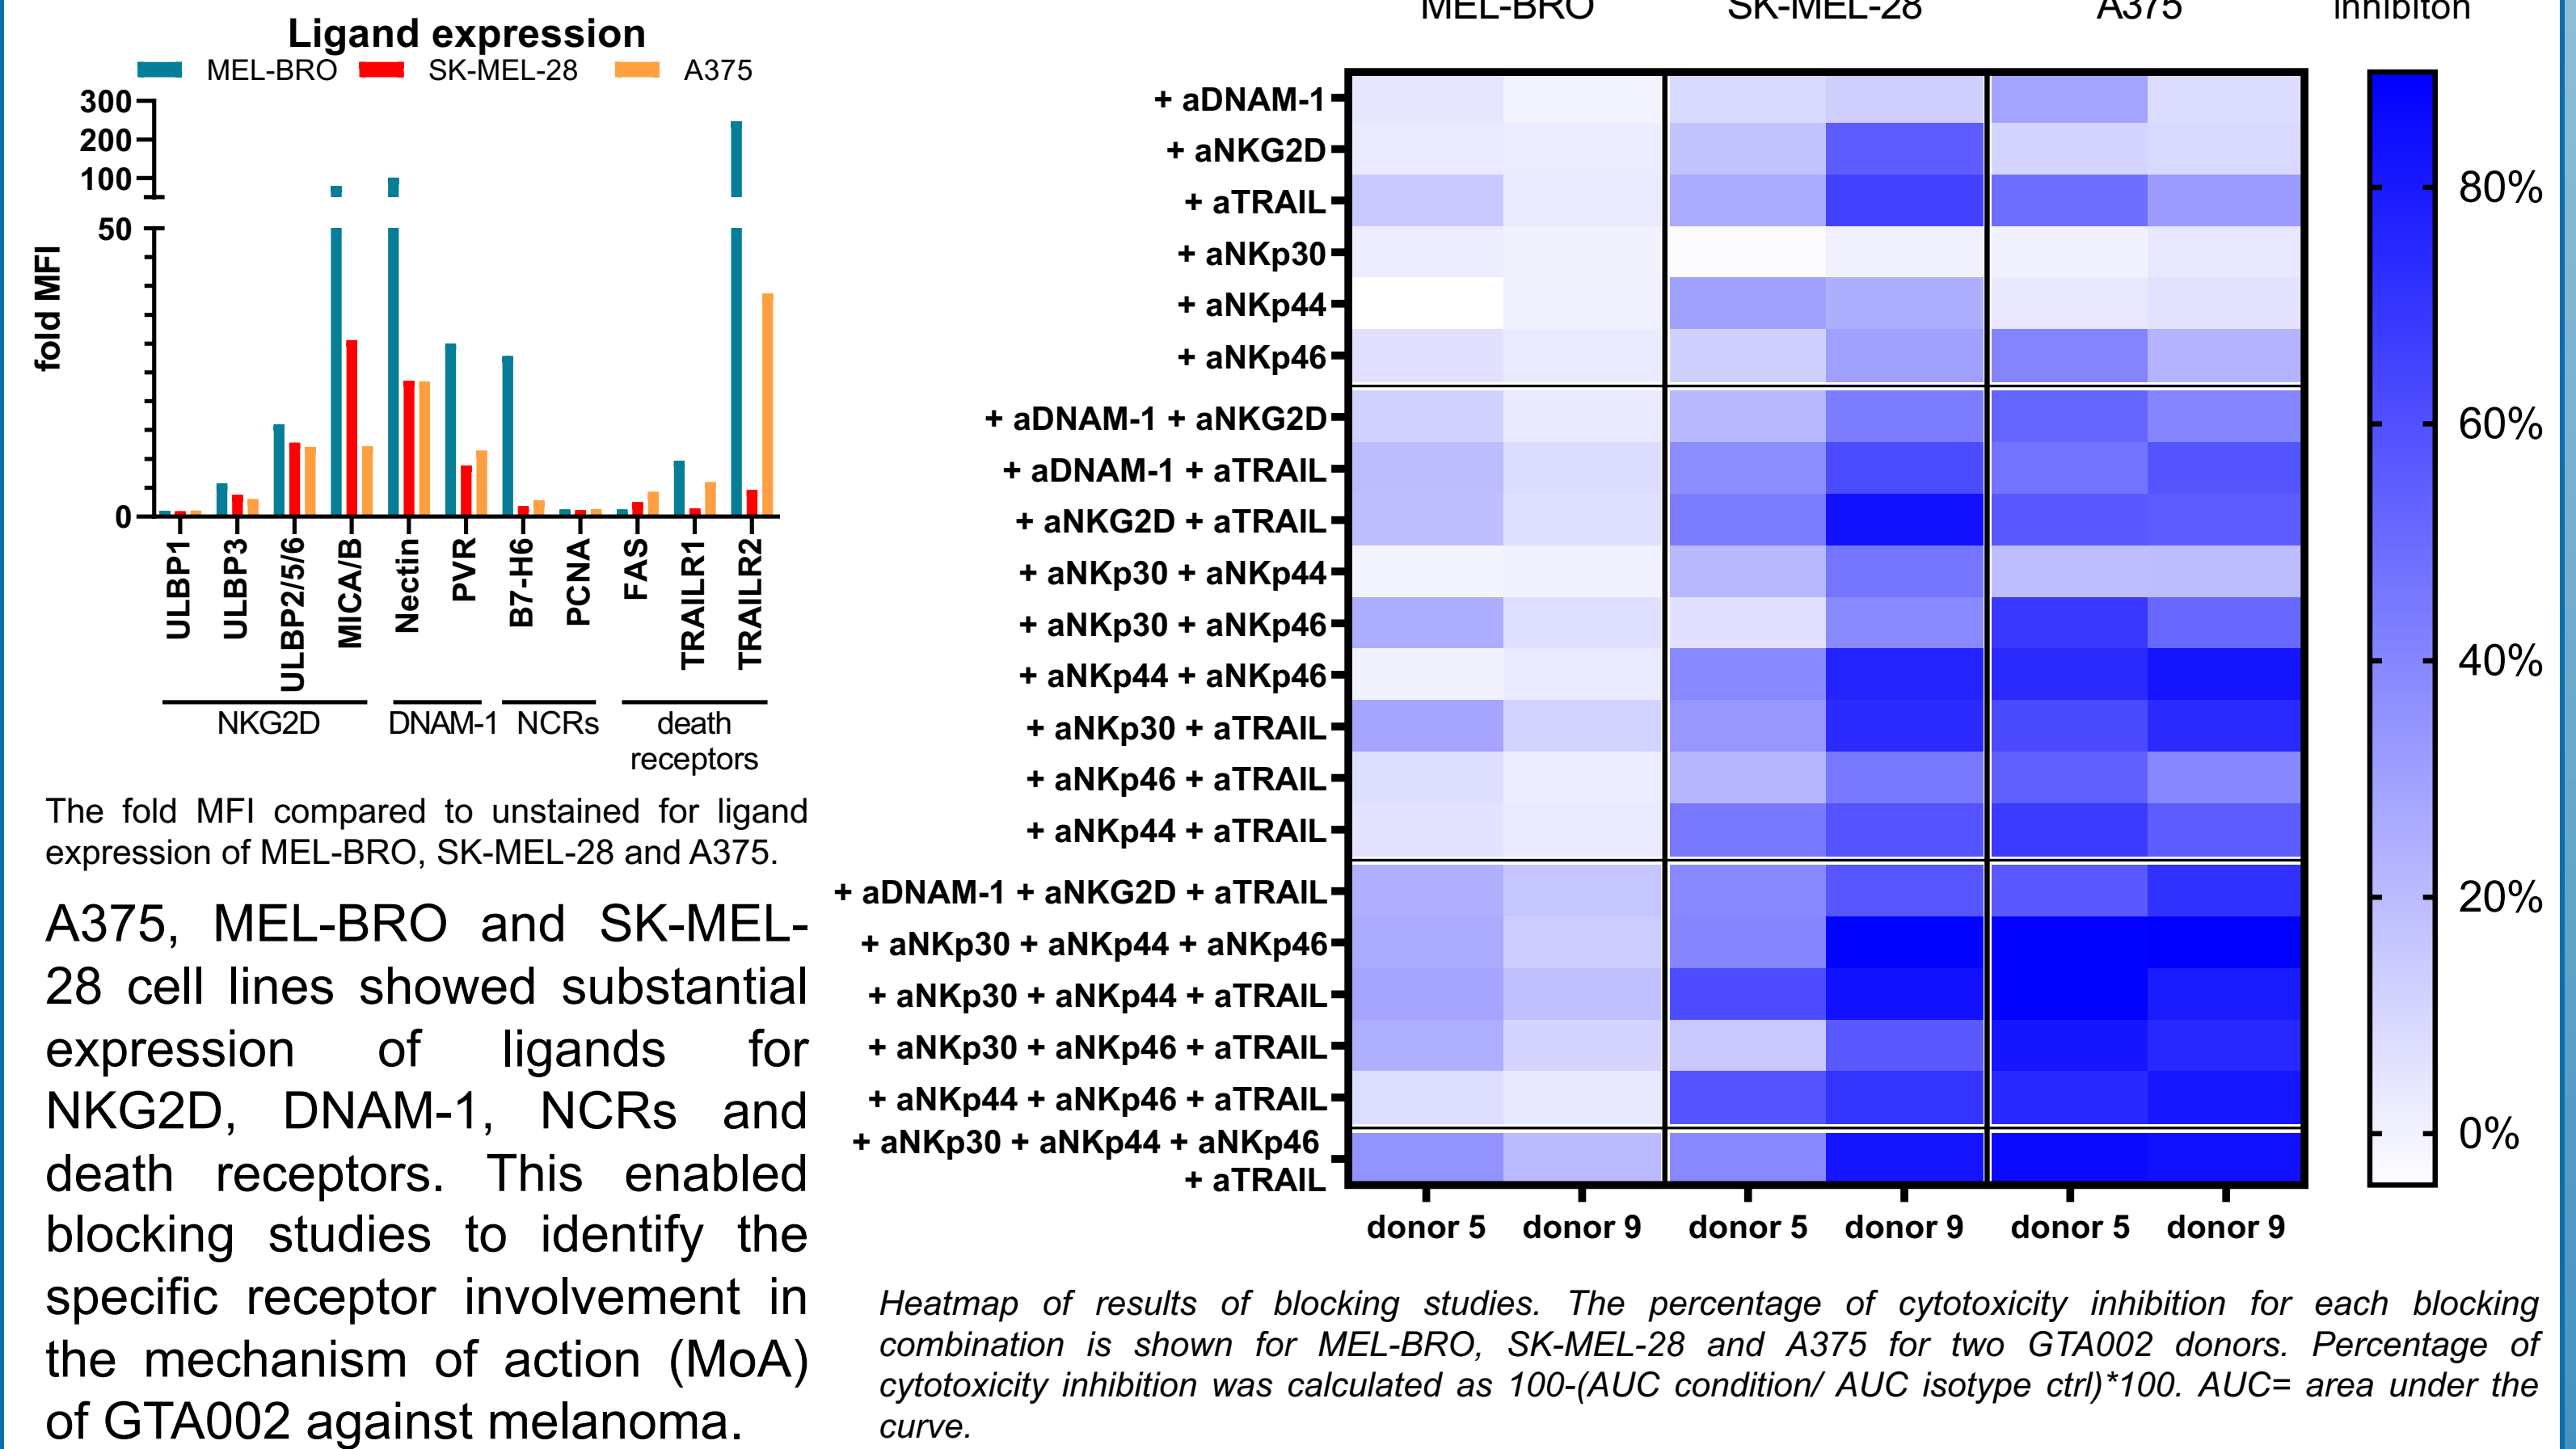 Ligand expression
MEL-BRO SK-MEL-28 A375
300
200
100
50
0
fold MFI
ULBP1
ULBP3
ULBP2/5/6
MICA/B
Nectin
PVR
B7-H6
PCNA
FAS
TRAILR1
TRAILR2
NKG2D DNAM-1 NCRs death
receptors
The fold MFI compared to unstained for ligand
expression of MEL-BRO, SK-MEL-28 and A375.
A375, MEL-BRO and SK-MEL-
28 cell lines showed substantial
expression of ligands for
NKG2D, DNAM-1, NCRs and
death receptors. This enabled
blocking studies to identify the
specific receptor involvement in
the mechanism of action (MoA)
of GTA002 against melanoma.
MEL-BRO SK-MEL-28 A375 inhibiton
+ aDNAM-1
+ aNKG2D
+ aTRAIL
+ aNKp30
+ aNKp44
+ aNKp46
+ aDNAM-1 + aNKG2D
+ aDNAM-1 + aTRAIL
+ aNKG2D + aTRAIL
+ aNKp30 + aNKp44
+ aNKp30 + aNKp46
+ aNKp44 + aNKp46
+ aNKp30 + aTRAIL
+ aNKp46 + aTRAIL
+ aNKp44 + aTRAIL
+ aDNAM-1 + aNKG2D + aTRAIL
+ aNKp30 + aNKp44 + aNKp46
+ aNKp30 + aNKp44 + aTRAIL
+ aNKp30 + aNKp46 + aTRAIL
+ aNKp44 + aNKp46 + aTRAIL
+ aNKp30 + aNKp44 + aNKp46
+ aTRAIL
donor 5 donor 9 donor 5 donor 9 donor 5 donor 9
80%
60%
40%
20%
0%
Heatmap of results of blocking studies. The percentage of cytotoxicity inhibition for each blocking
combination is shown for MEL-BRO, SK-MEL-28 and A375 for two GTA002 donors. Percentage of
cytotoxicity inhibition was calculated as 100-(AUC condition/ AUC isotype ctrl)*100. AUC= area under the
curve.